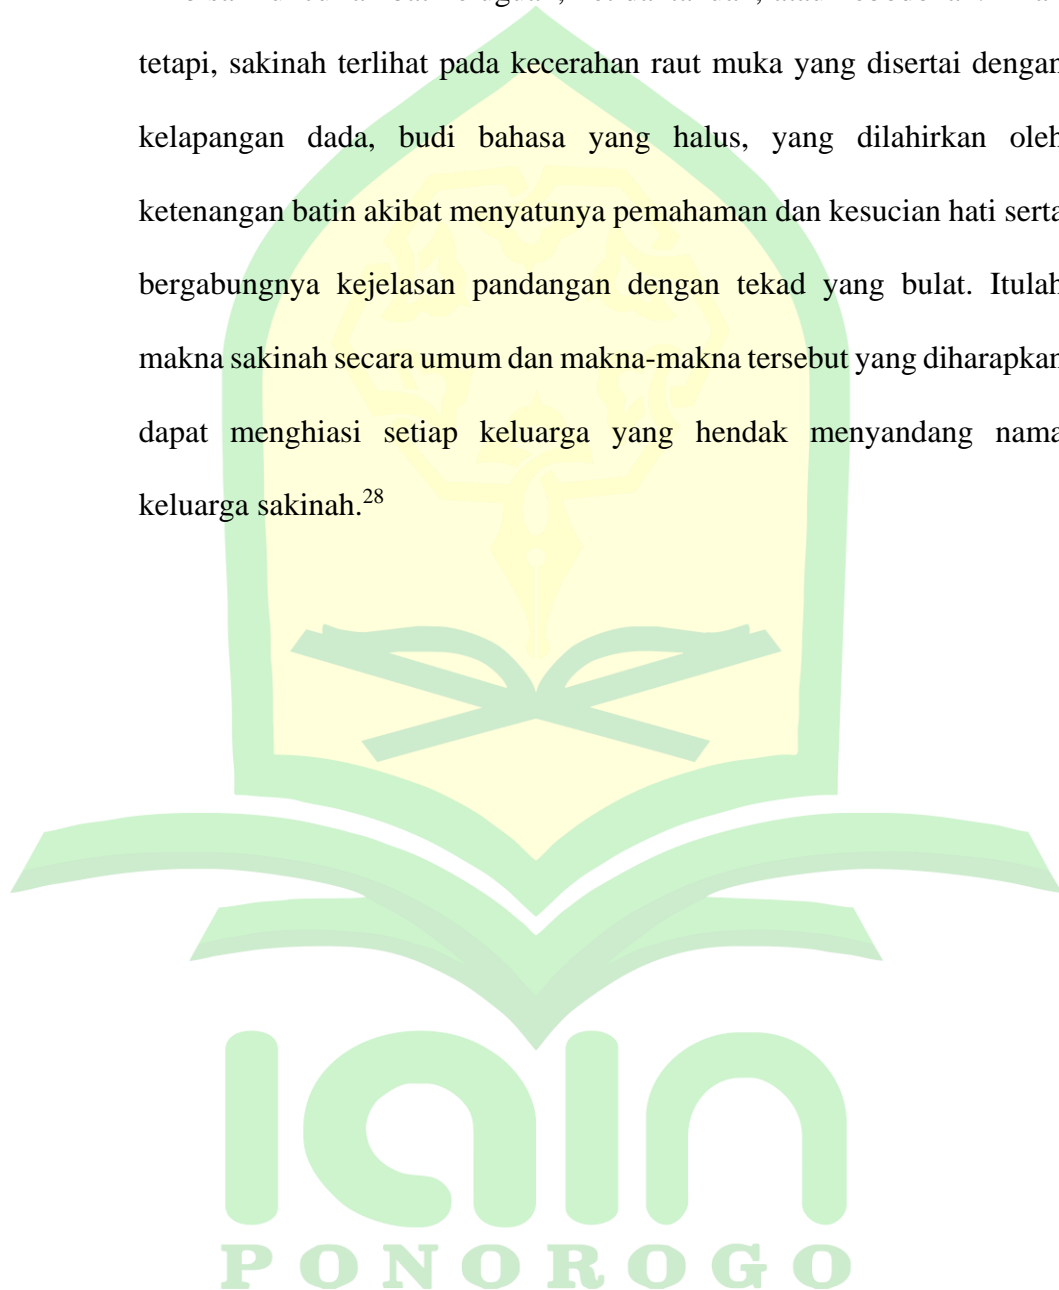 tetapi, sakinah terlihat pada kecerahan raut muka yang disertai dengan
kelapangan dada, budi bahasa yang halus, yang dilahirkan oleh
ketenangan batin akibat menyatunya pemahaman dan kesucian hati serta
bergabungnya kejelasan pandangan dengan tekad yang bulat. Itulah
makna sakinah secara umum dan makna-makna tersebut yang diharapkan
dapat menghiasi setiap keluarga yang hendak menyandang nama
keluarga sakinah.28
iain
PONOROGO